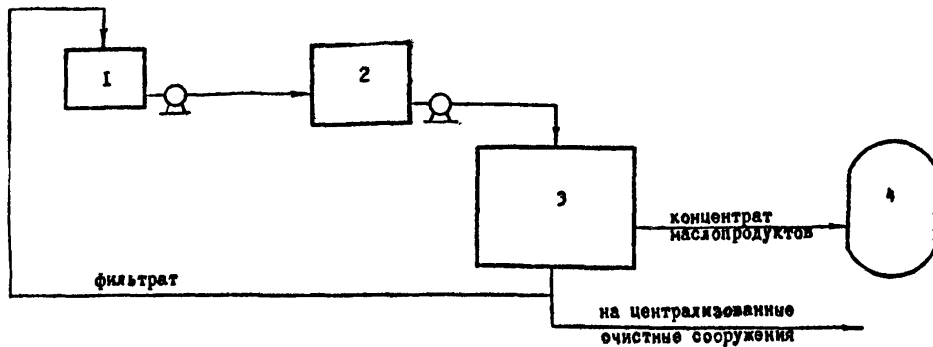 1
2
3
4
концентрат
маслопродуктов
фильтрат
на централизованные
очистные сооружения